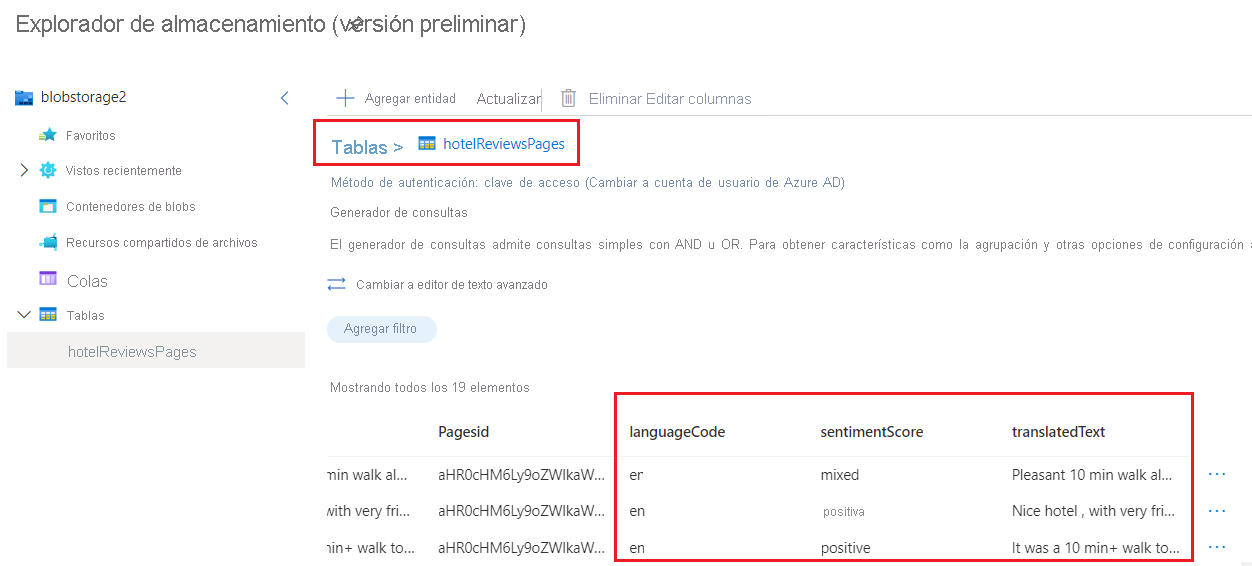 Explorador de almacenamiento (versión preliminar)
blobstorage2
Agregar entidad Actualizar Eliminar Editar columnas
Favoritos
Tablas > hotelReviewsPages
Vistos recientemente
Método de autenticación: clave de acceso (Cambiar a cuenta de usuario de Azure AD)
Contenedores de blobs
Generador de consultas
Recursos compartidos de archivos
El generador de consultas admite consultas simples con AND u OR. Para obtener características como la agrupación y otras opciones de configuración a
Colas
Cambiar a editor de texto avanzado
Tablas
Agregar filtro
hotelReviewsPages
Mostrando todos los 19 elementos
Pagesid languageCode sentimentScore translatedText
min walk al... aHR0cHM6Ly9oZWlkaW... en mixed Pleasant 10 min walk al... ...
with very fri... aHR0cHM6Ly9oZWlkaW... en positiva Nice hotel , with very fri... ...
min+ walk to... aHR0cHM6Ly9oZWlkaW... en positive It was a 10 min+ walk to... ...